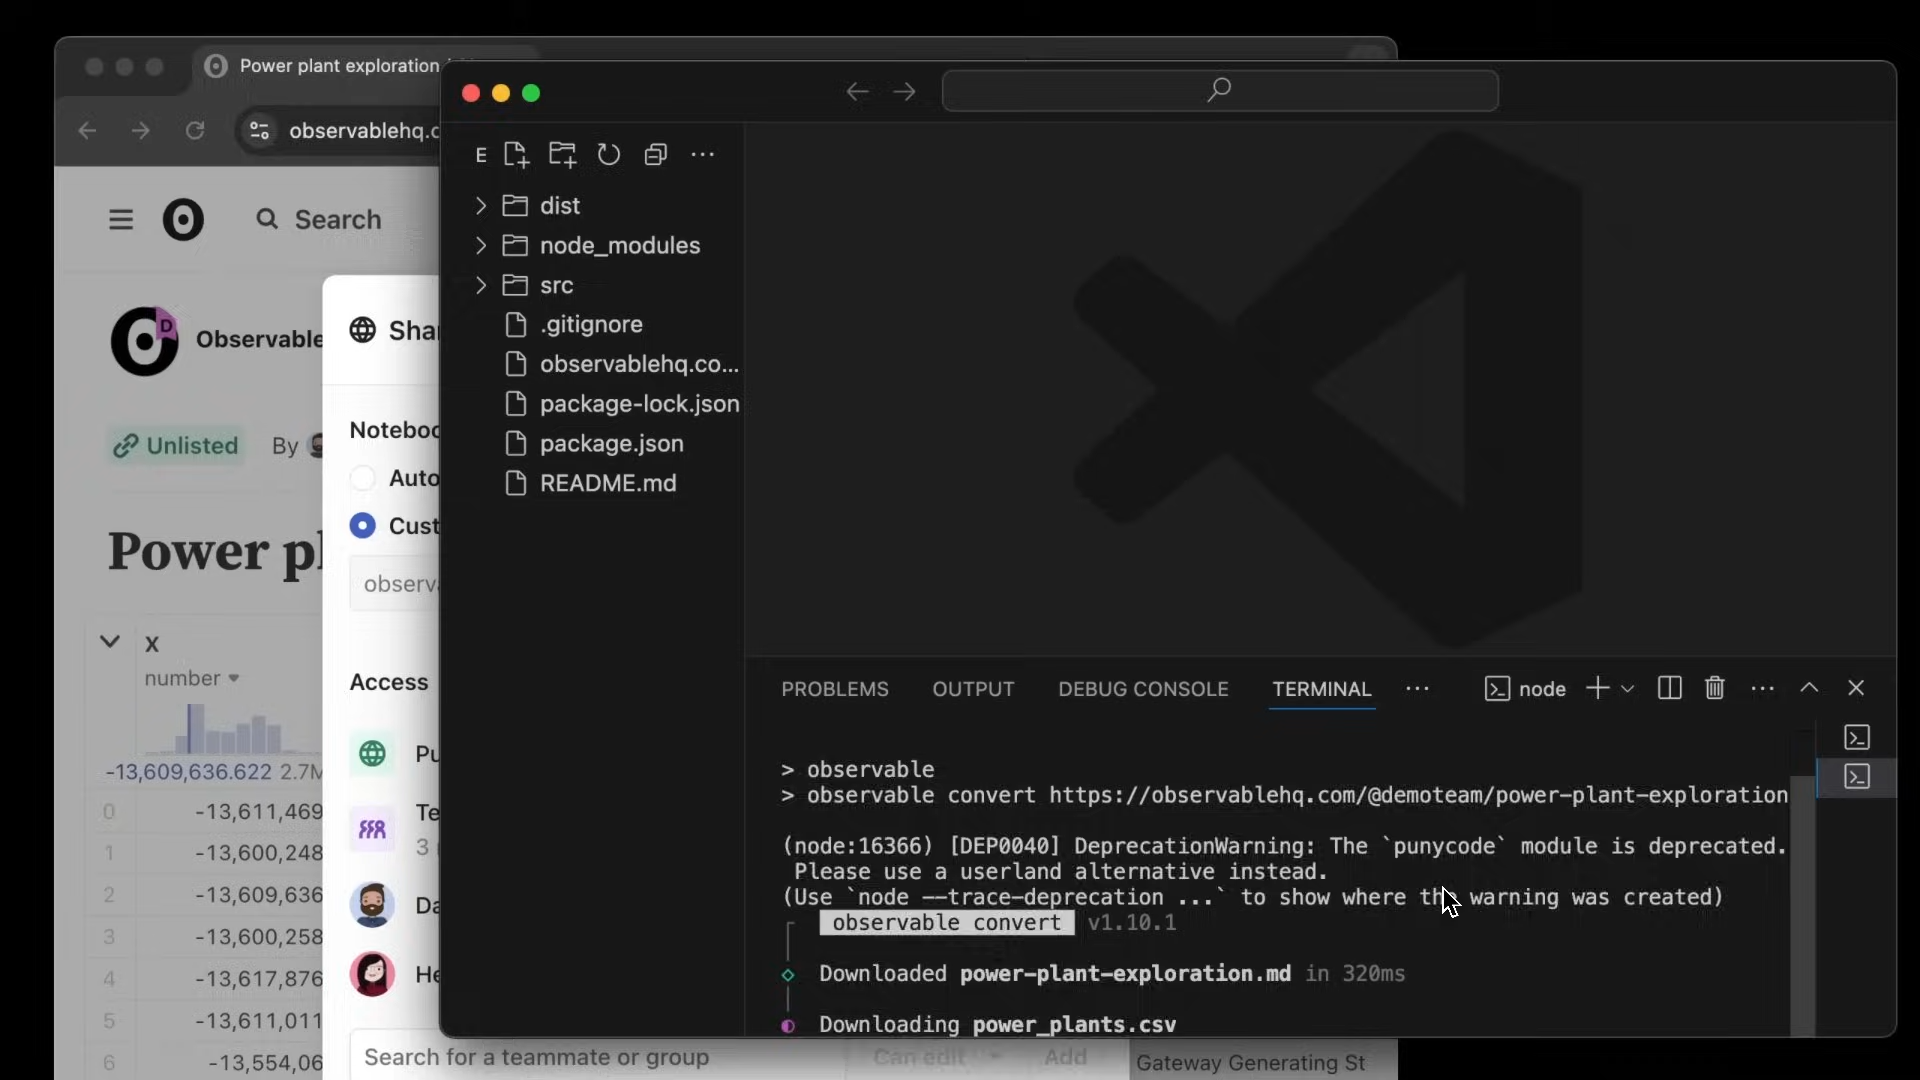 Power plant exploration
observablehq.c
Search
Observable
D
Unlisted
By
Power pl
X
number
-13,609,636.622 2.7M
0 -13,611,469
1 -13,600,248
2 -13,609,636
3 -13,600,258
4 -13,617,876
5 -13,611,011
6 -13,554,06
Shar
Noteboo
Auto
Cust
observa
Access
Pu
Te
3
Da
He
Search for a teammate or group
Can edit
Add
Gateway Generating St
E
dist
node_modules
src
.gitignore
observablehq.co...
package-lock.json
package.json
README.md
PROBLEMS OUTPUT DEBUG CONSOLE TERMINAL
node
> observable
> observable convert https://observablehq.com/@demoteam/power-plant-exploration
(node:16366) [DEP0040] DeprecationWarning: The `punycode` module is deprecated.
Please use a userland alternative instead.
(Use `node --trace-deprecation ...` to show where the warning was created)
observable convert v1.10.1
Downloaded power-plant-exploration.md in 320ms
Downloading power_plants.csv